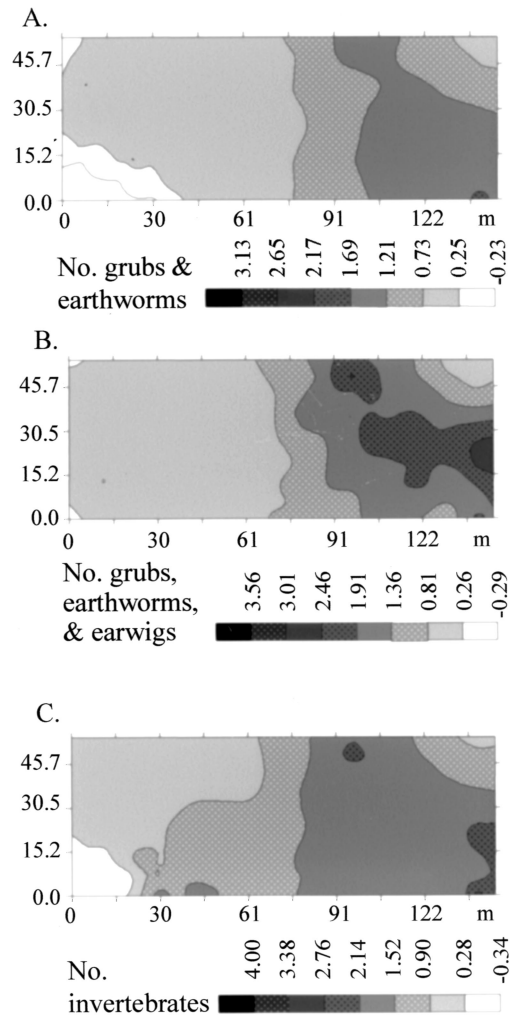 A.
45.7
30.5
15.2
0.0
0 30 61 91 122 m
3.13 2.65 2.17 1.69 1.21 0.73 0.25 -0.23
No. grubs &
earthworms
B.
45.7
30.5
15.2
0.0
0 30 61 91 122 m
3.56 3.01 2.46 1.91 1.36 0.81 0.26 -0.29
No. grubs,
earthworms,
& earwigs
C.
45.7
30.5
15.2
0.0
0 30 61 91 122 m
4.00 3.38 2.76 2.14 1.52 0.90 0.28 -0.34
No.
invertebrates